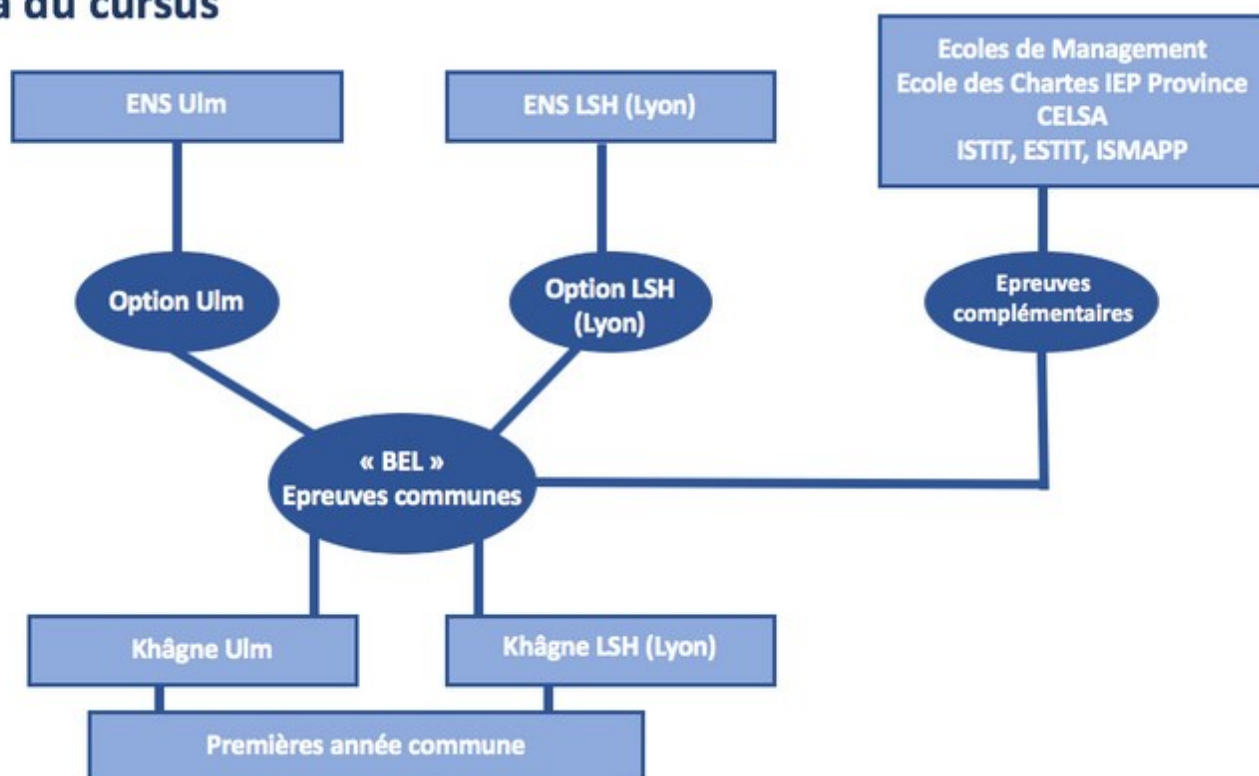 du cursus
ENS Ulm
ENS LSH (Lyon)
Ecoles de Management
Ecole des Chartes IEP Province
CELSA
ISTIT, ESTIT, ISMAPP
Option Ulm
Option LSH
(Lyon)
Epreuves
complémentaires
« BEL »
Epreuves communes
Khâgne Ulm
Khâgne LSH (Lyon)
Premières année commune